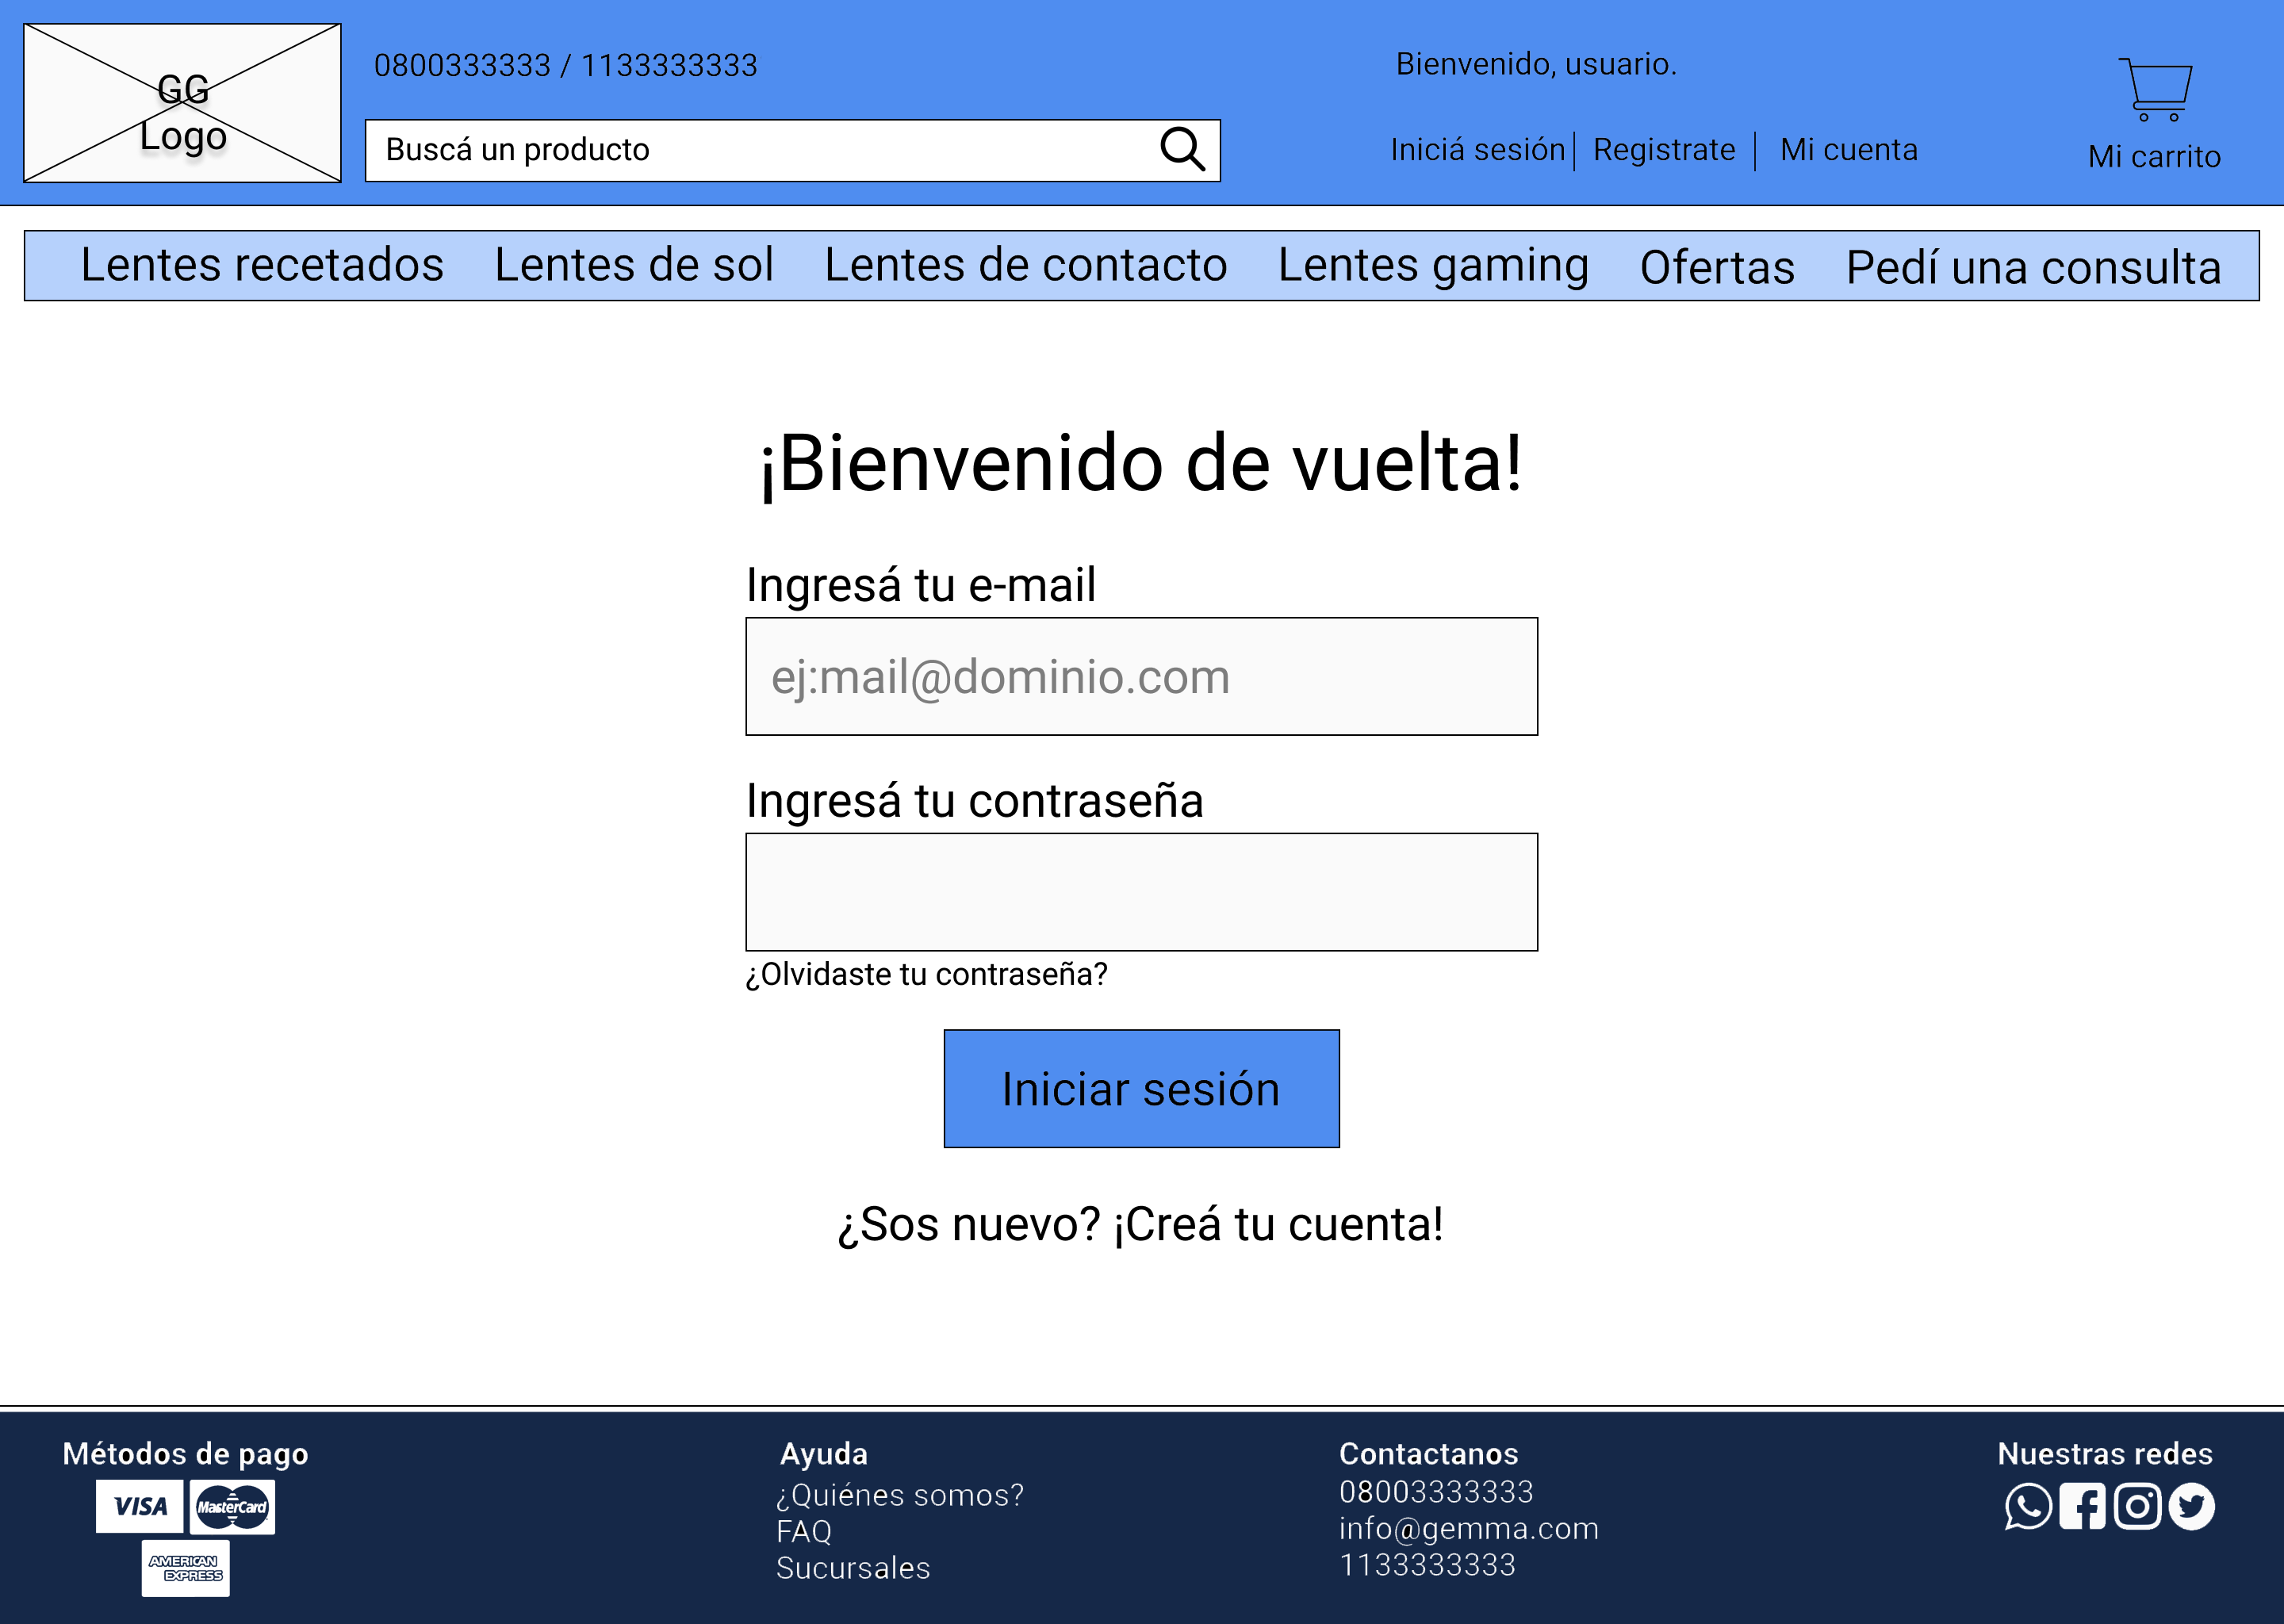 GG
Logo
0800333333 / 1133333333
Buscá un producto
Bienvenido, usuario.
Iniciá sesión
Registrate
Mi cuenta
Mi carrito
Lentes recetados
Lentes de sol
Lentes de contacto
Lentes gaming
Ofertas
Pedí una consulta
¡Bienvenido de vuelta!
Ingresá tu e-mail
ej:mail@dominio.com
Ingresá tu contraseña
¿Olvidaste tu contraseña?
Iniciar sesión
¿Sos nuevo? ¡Creá tu cuenta!
Métodos de pago
VISA
MasterCard
AMERICAN
EXPRESS
Ayuda
¿Quiénes somos?
FAQ
Sucursales
Contactanos
08003333333
info@gemma.com
1133333333
Nuestras redes